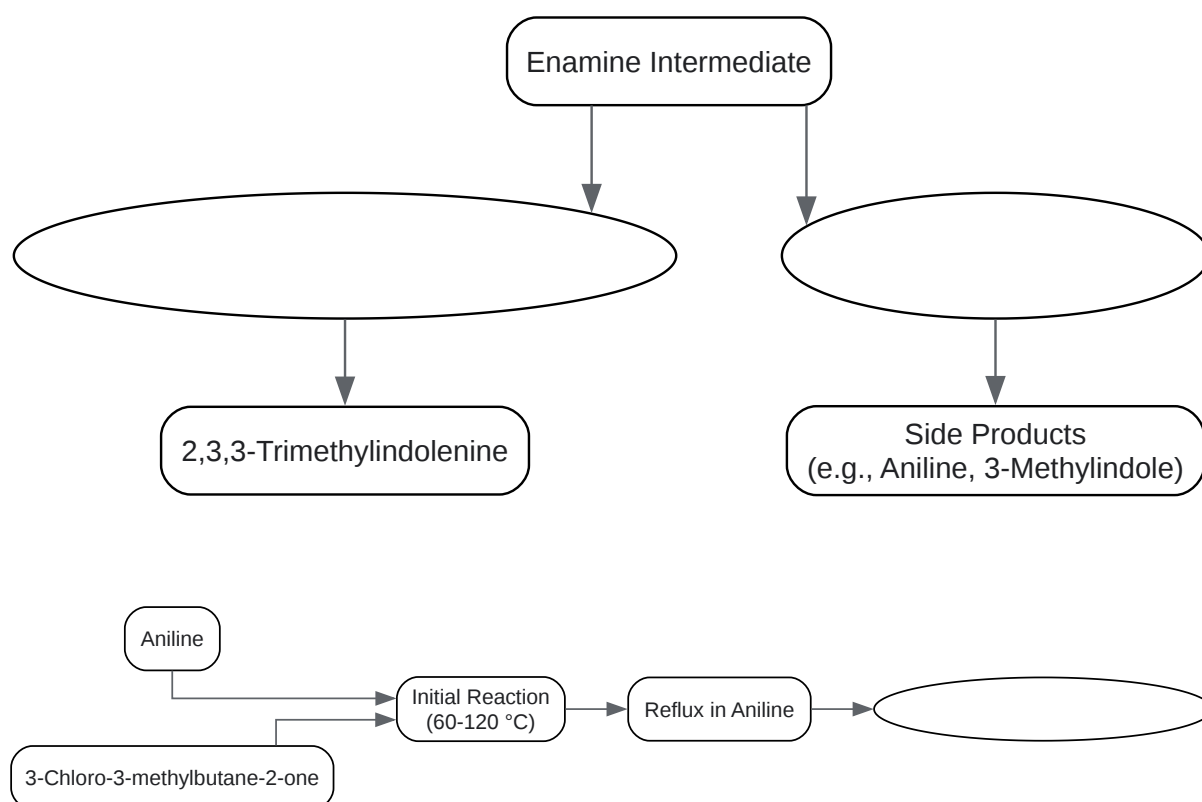 Enamine Intermediate
2,3,3-Trimethylindolenine
Side Products
(e.g., Aniline, 3-Methylindole)
Aniline
Initial Reaction
(60-120 °C)
Reflux in Aniline
3-Chloro-3-methylbutane-2-one